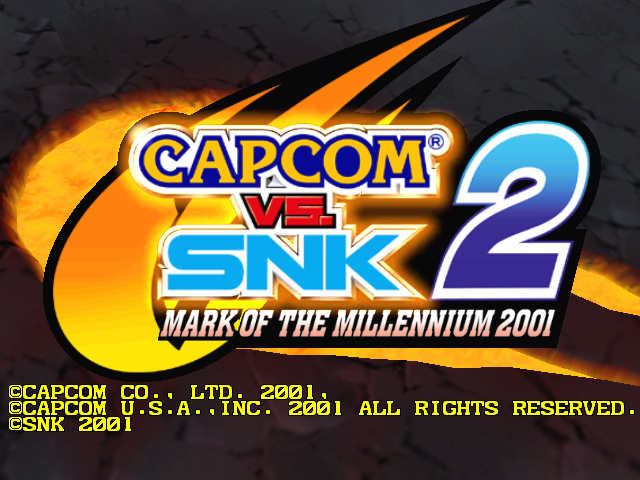 CAPCOM®
VS.
SNK 2
MARK OF THE MILLENNIUM 2001
©CAPCOM CO., LTD. 2001,
©CAPCOM U.S.A.,INC. 2001 ALL RIGHTS RESERVED.
©SNK 2001